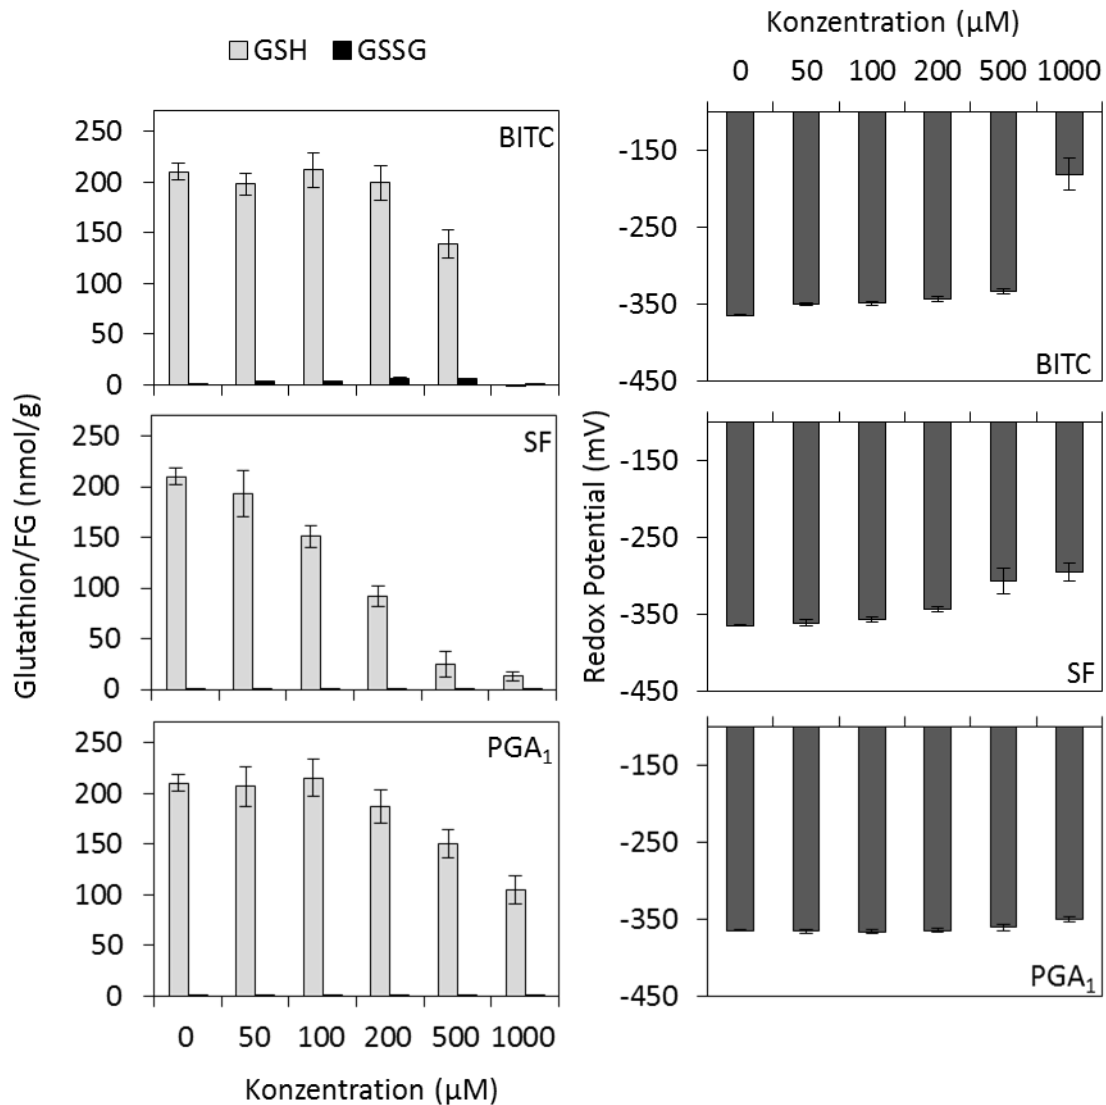 GSH GSSG
Glutathion/FG (nmol/g)
250
200
150
100
50
0
BITC
250
200
150
100
50
0
SF
250
200
150
100
50
0
PGA₁
0 50 100 200 500 1000
Konzentration (µM)
Konzentration (µM)
0 50 100 200 500 1000
Redox Potential (mV)
-150
-250
-350
-450
BITC
-150
-250
-350
-450
SF
-150
-250
-350
-450
PGA₁